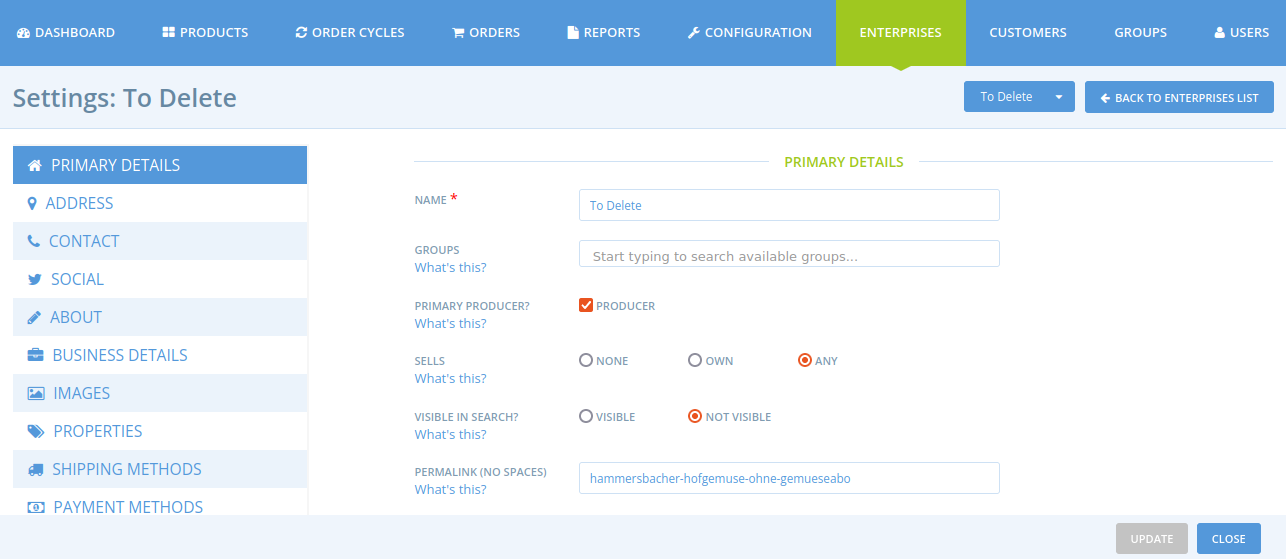 DASHBOARD PRODUCTS ORDER CYCLES ORDERS REPORTS CONFIGURATION ENTERPRISES CUSTOMERS GROUPS USERS
Settings: To Delete
To Delete
BACK TO ENTERPRISES LIST
PRIMARY DETAILS
ADDRESS
CONTACT
SOCIAL
ABOUT
BUSINESS DETAILS
IMAGES
PROPERTIES
SHIPPING METHODS
PAYMENT METHODS
PRIMARY DETAILS
NAME * To Delete
GROUPS Start typing to search available groups...
What's this?
PRIMARY PRODUCER? PRODUCER
What's this?
SELLS NONE OWN ANY
What's this?
VISIBLE IN SEARCH? VISIBLE NOT VISIBLE
What's this?
PERMALINK (NO SPACES) hammersbacher-hofgemuse-ohne-gemueseabo
What's this?
UPDATE CLOSE